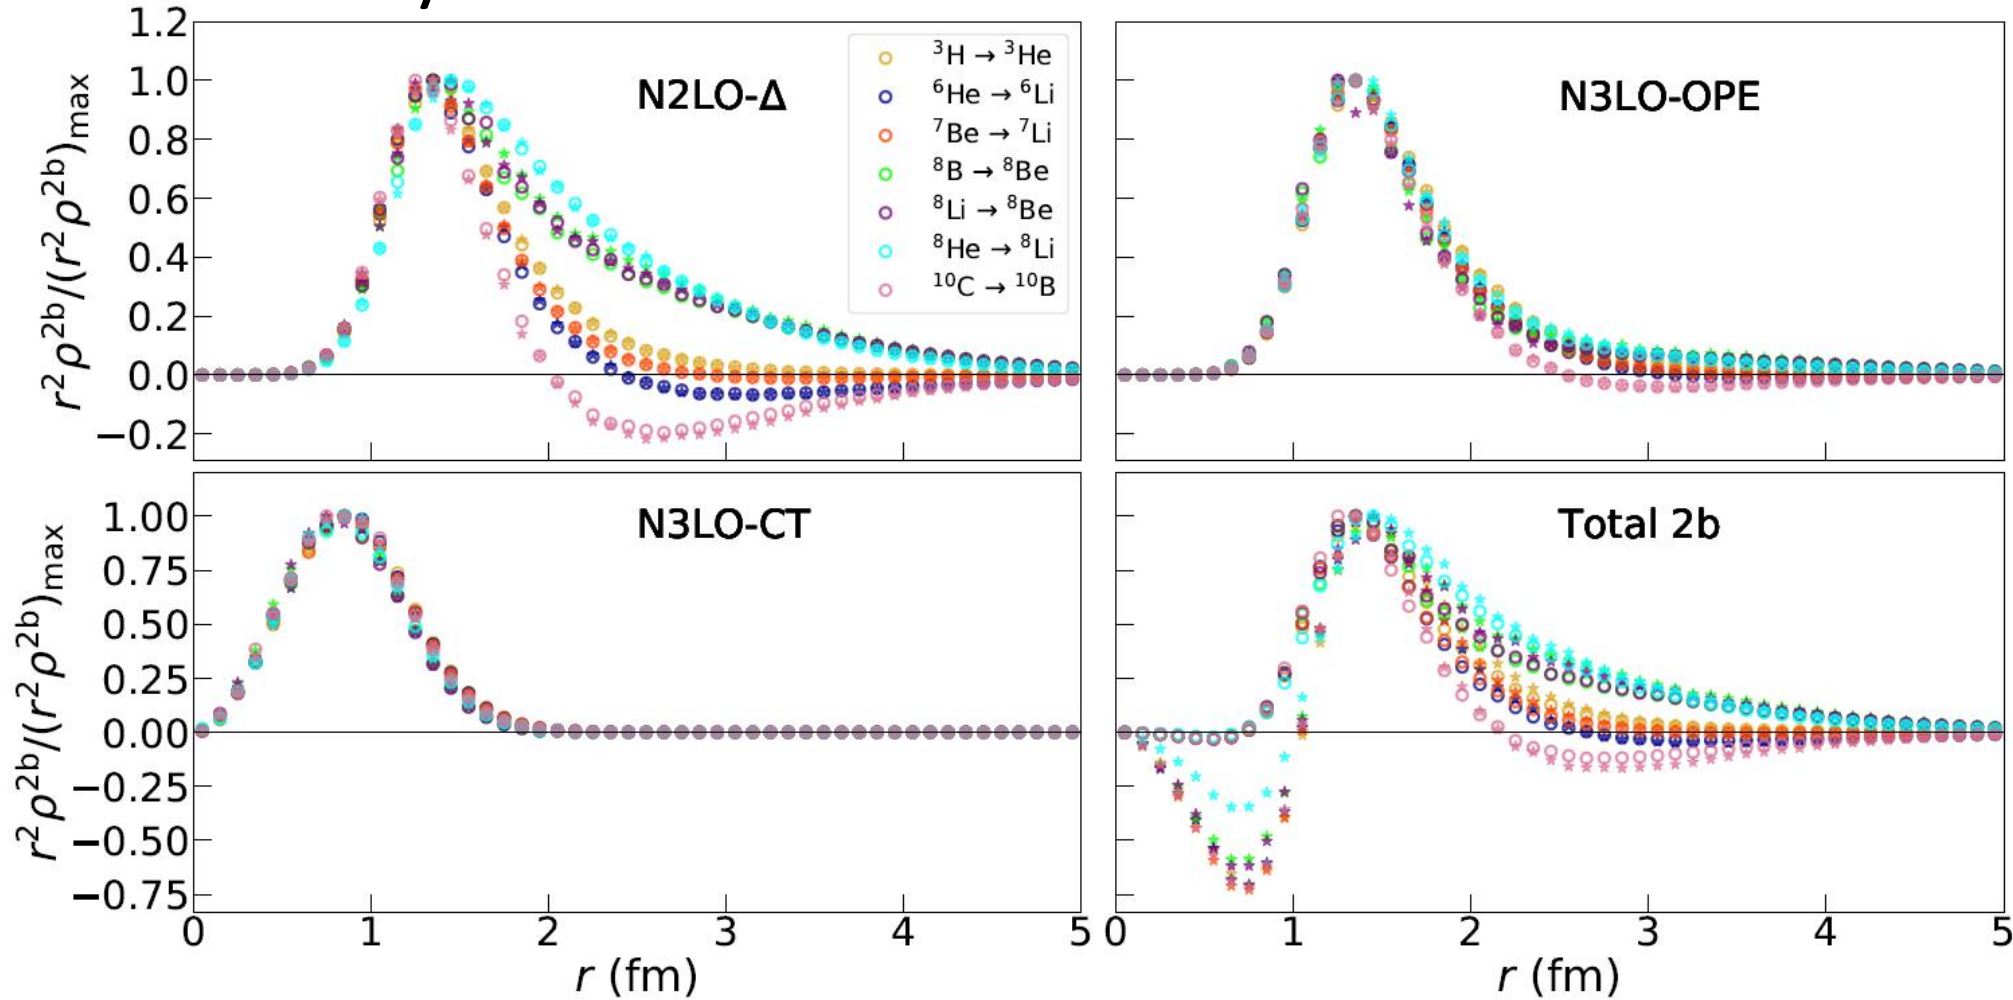 1.2
1.0
0.8
0.6
0.4
0.2
0.0
−0.2
r²ρ²ᵇ/(r²ρ²ᵇ)max
N2LO-Δ
³H → ³He
⁶He → ⁶Li
⁷Be → ⁷Li
⁸B → ⁸Be
⁸Li → ⁸Be
⁸He → ⁸Li
¹⁰C → ¹⁰B
N3LO-OPE
1.00
0.75
0.50
0.25
0.00
−0.25
−0.50
−0.75
r²ρ²ᵇ/(r²ρ²ᵇ)max
N3LO-CT
Total 2b
0 1 2 3 4 5
r (fm)
0 1 2 3 4 5
r (fm)